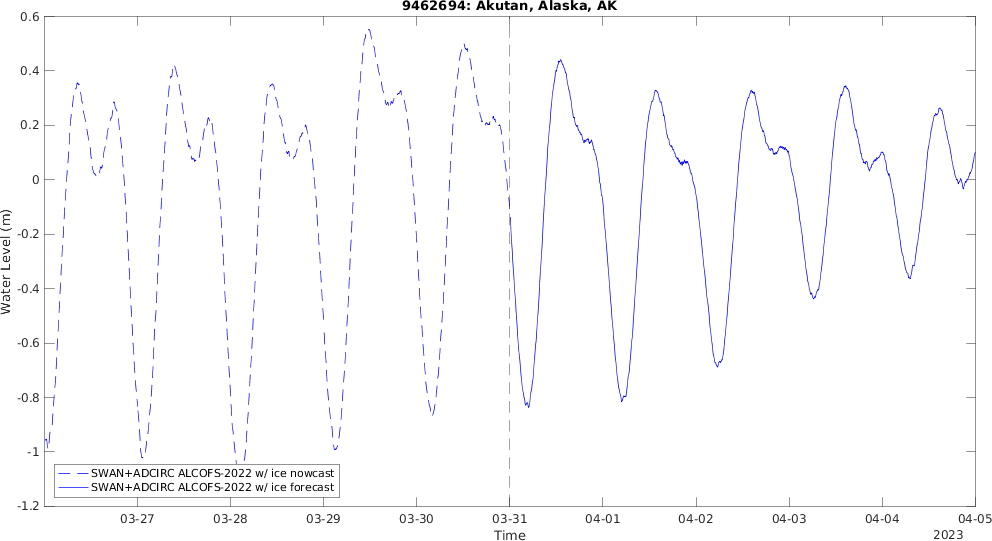 9462694: Akutan, Alaska, AK
0.6
0.4
0.2
0
-0.2
-0.4
-0.6
-0.8
-1
-1.2
Water Level (m)
SWAN+ADCIRC ALCOFS-2022 w/ ice nowcast
SWAN+ADCIRC ALCOFS-2022 w/ ice forecast
03-27 03-28 03-29 03-30 03-31 04-01 04-02 04-03 04-04 04-05
Time
2023